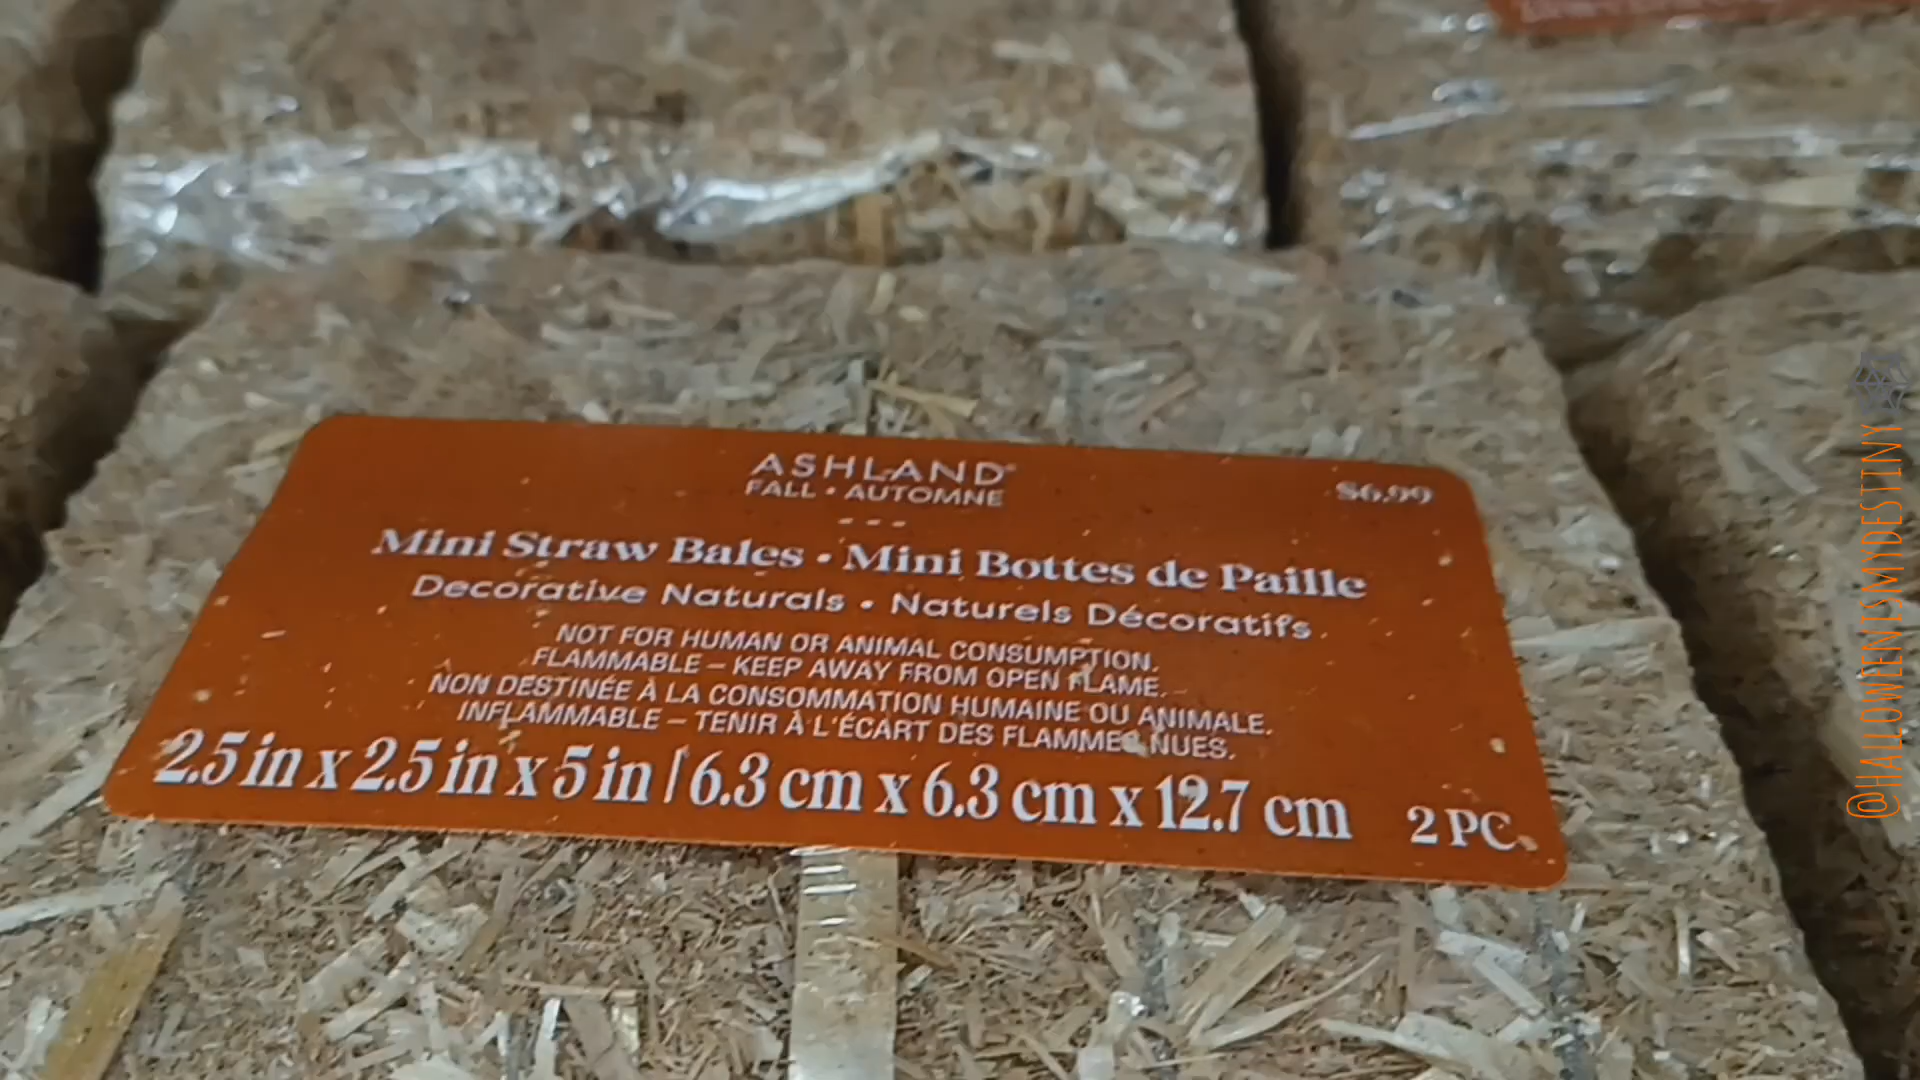 ASHLAND®
FALL • AUTOMNE
$6.99
Mini Straw Bales • Mini Bottes de Paille
Decorative Naturals • Naturels Décoratifs
NOT FOR HUMAN OR ANIMAL CONSUMPTION.
FLAMMABLE – KEEP AWAY FROM OPEN FLAME.
NON DESTINÉE À LA CONSOMMATION HUMAINE OU ANIMALE.
INFLAMMABLE – TENIR À L'ÉCART DES FLAMMES NUES.
2.5 in x 2.5 in x 5 in / 6.3 cm x 6.3 cm x 12.7 cm
2 PC.
@HALLOWEENISMYDESTINY